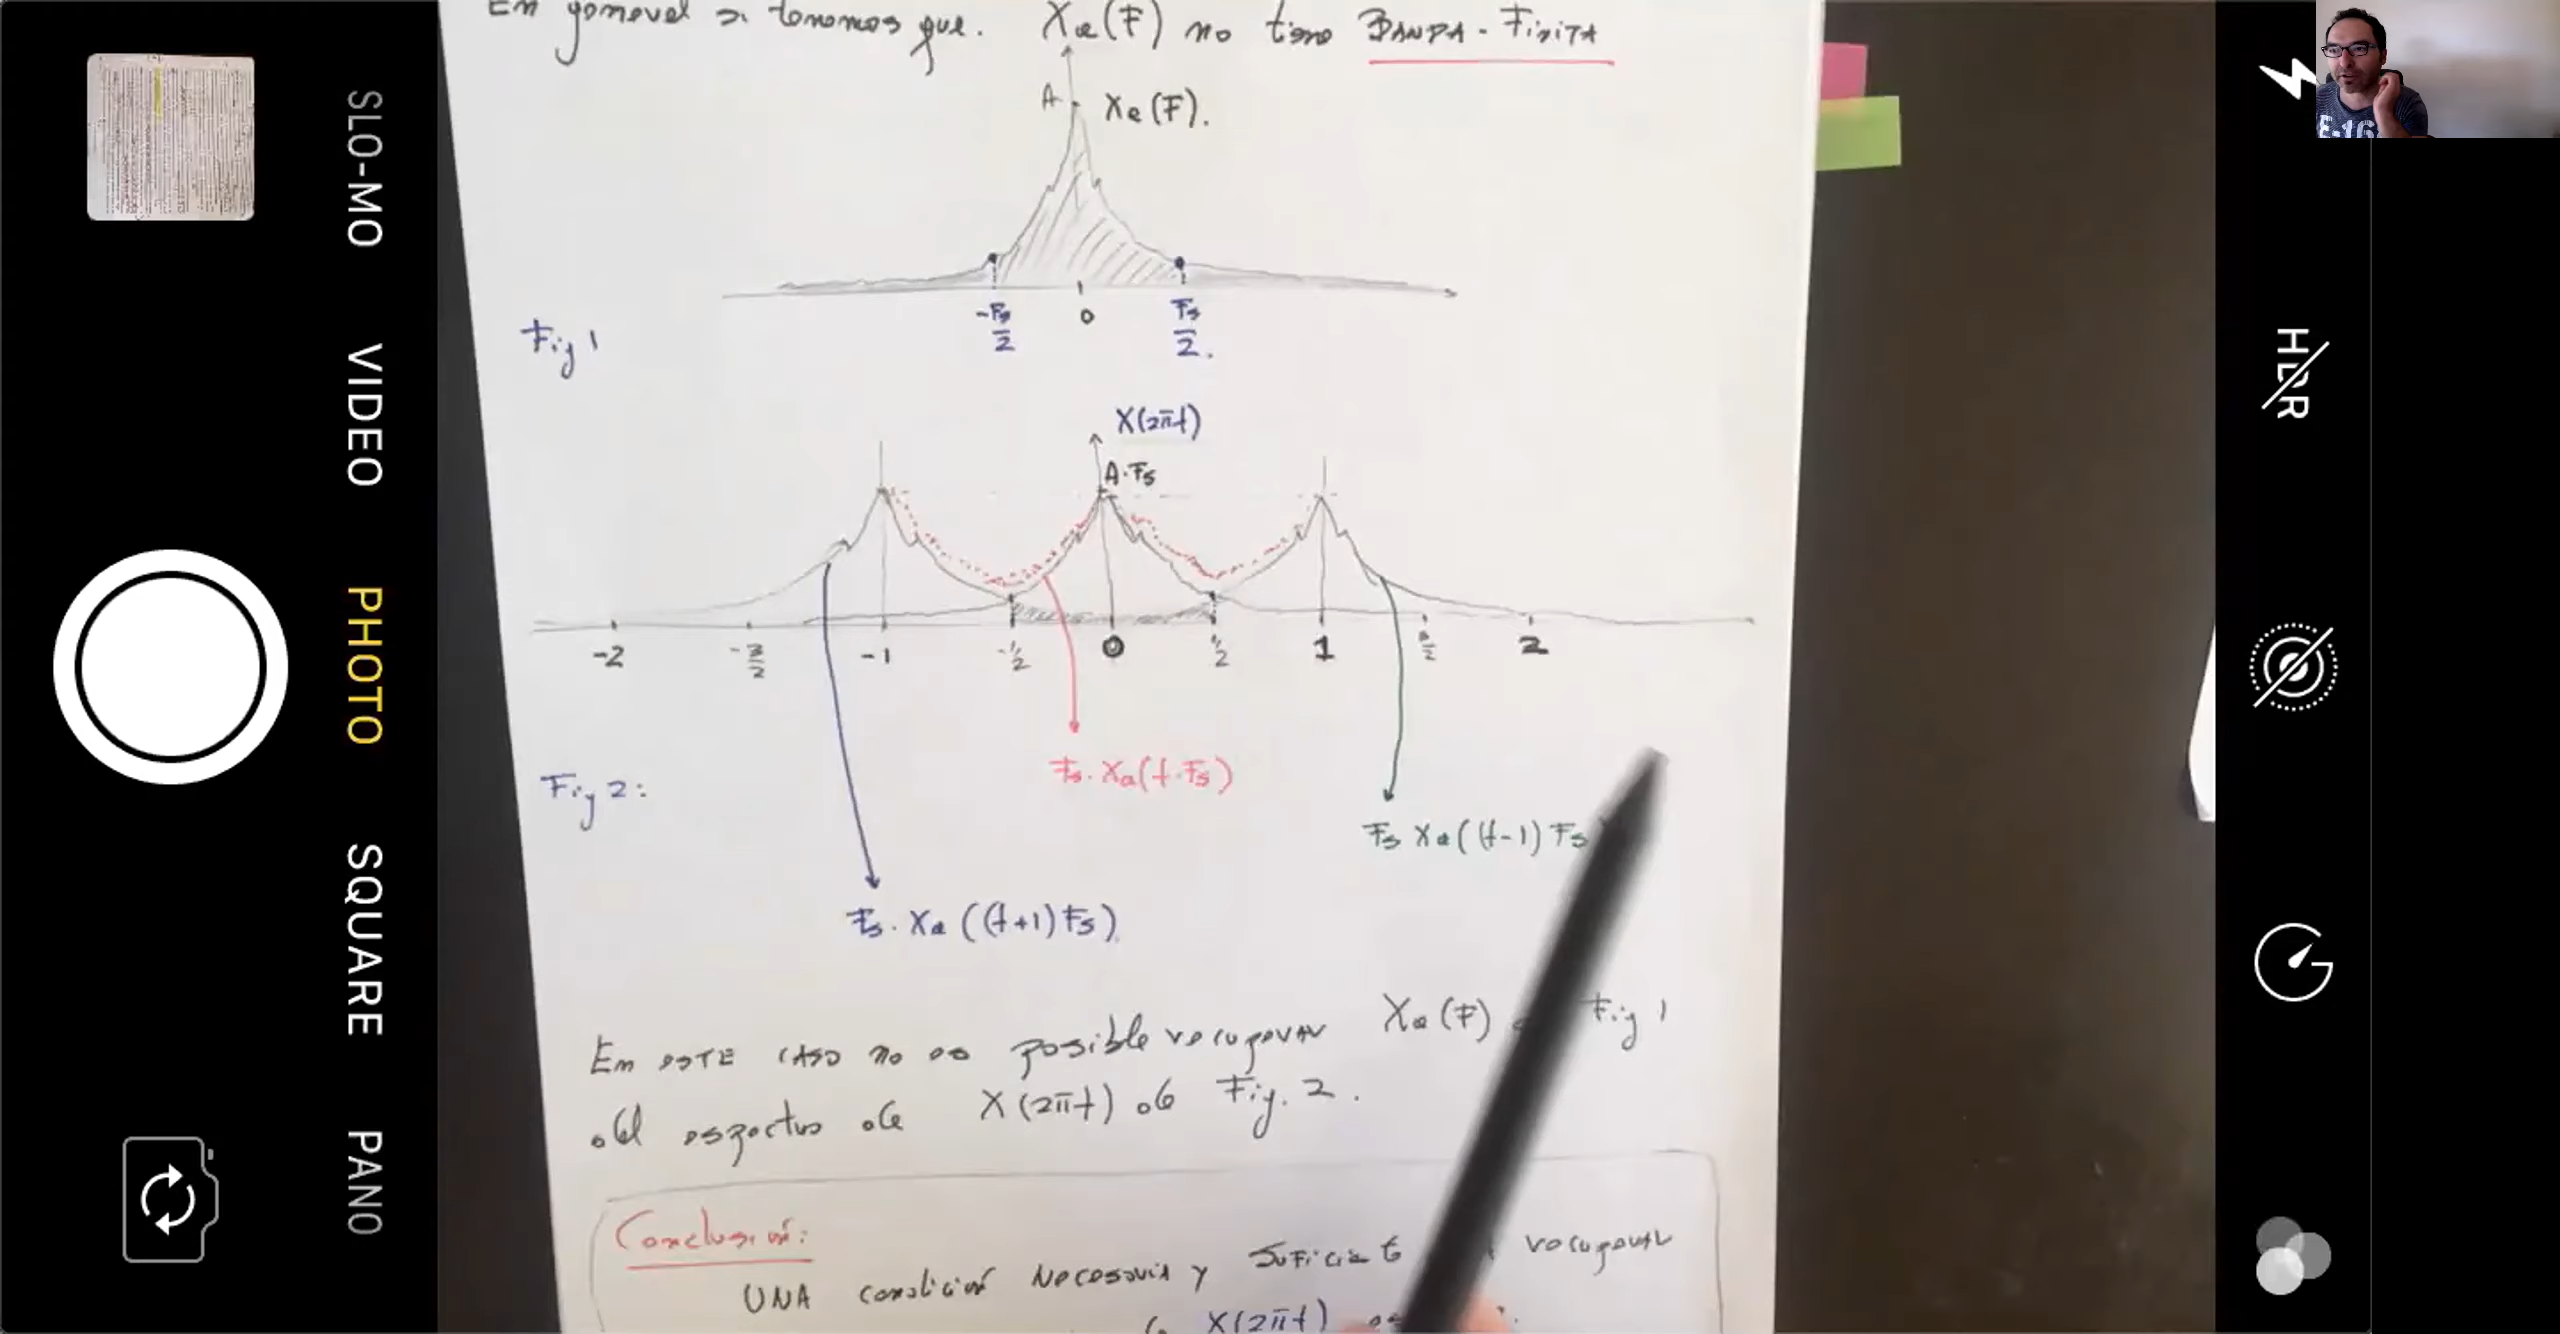 En general si tenemos que. Xa(F) no tiene BANDA-FiniTA
A Xa(F).
-Fs/2 0 Fs/2.
Fig 1
X(2πf)
A·Fs
-2 -3/2 -1 -1/2 0 1/2 1 3/2 2
Fs. Xa(f·Fs)
Fig 2:
Fs Xa((f-1) Fs
Fs. Xa ((f+1) Fs)
En ESTE CASO no es posible recuperar Xa(F) Fig 1
del espectro de X(2πf) de Fig. 2.
Conclusión:
UNA condición Necesaria y SuFiciente recuperar
X(2πf) es
SLO-MO
VIDEO
PHOTO
SQUARE
PANO
HDR
E·16